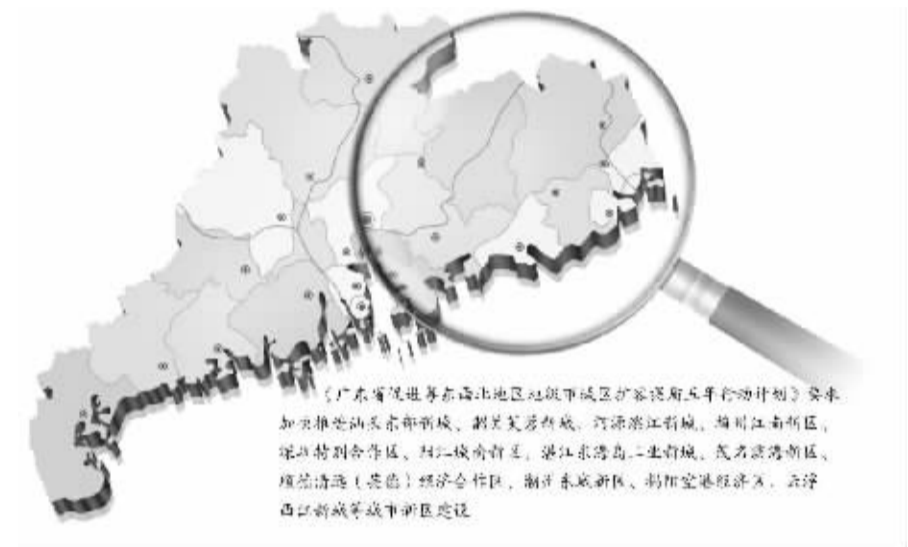 《广东省促进粤东西北地区地级市城区扩容提质五年行动计划》要求
加快推进汕头东部新城、韶关芙蓉新城、河源滨江新城、梅州江南新区、
深汕特别合作区、阳江城南新区、湛江东海岛工业新城、茂名滨海新区、
顺德清远（英德）经济合作区、潮州东城新区、揭阳空港经济区、云浮
西江新城等城市新区建设